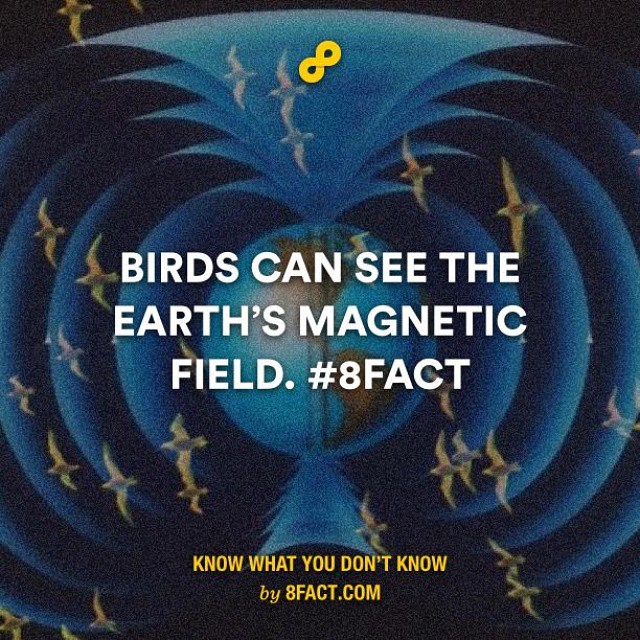 BIRDS CAN SEE THE
EARTH’S MAGNETIC
FIELD. #8FACT
KNOW WHAT YOU DON’T KNOW
by 8FACT.COM